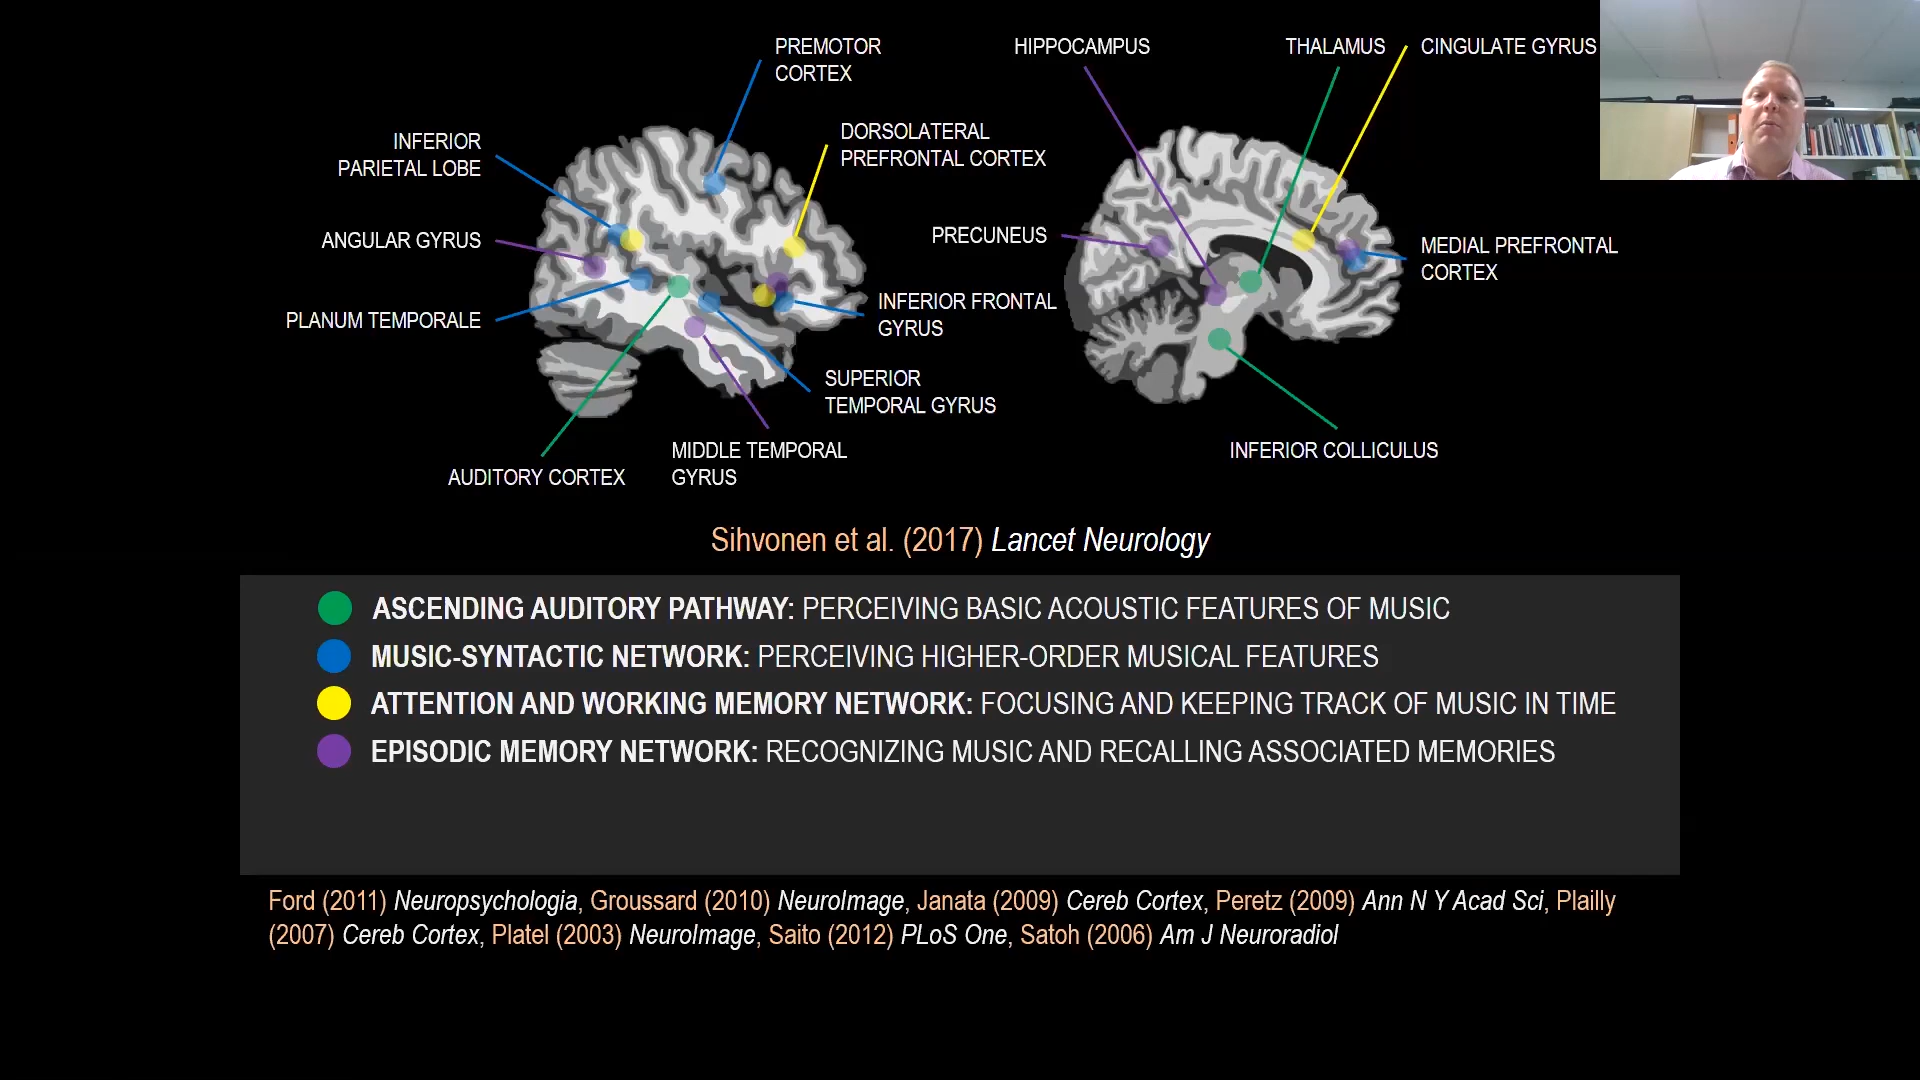 PREMOTOR
CORTEX
HIPPOCAMPUS
THALAMUS
CINGULATE GYRUS
INFERIOR
PARIETAL LOBE
DORSOLATERAL
PREFRONTAL CORTEX
ANGULAR GYRUS
PRECUNEUS
MEDIAL PREFRONTAL
CORTEX
PLANUM TEMPORALE
INFERIOR FRONTAL
GYRUS
SUPERIOR
TEMPORAL GYRUS
AUDITORY CORTEX
MIDDLE TEMPORAL
GYRUS
INFERIOR COLLICULUS
Sihvonen et al. (2017) Lancet Neurology
ASCENDING AUDITORY PATHWAY: PERCEIVING BASIC ACOUSTIC FEATURES OF MUSIC
MUSIC-SYNTACTIC NETWORK: PERCEIVING HIGHER-ORDER MUSICAL FEATURES
ATTENTION AND WORKING MEMORY NETWORK: FOCUSING AND KEEPING TRACK OF MUSIC IN TIME
EPISODIC MEMORY NETWORK: RECOGNIZING MUSIC AND RECALLING ASSOCIATED MEMORIES
Ford (2011) Neuropsychologia, Groussard (2010) NeuroImage, Janata (2009) Cereb Cortex, Peretz (2009) Ann N Y Acad Sci, Plailly
(2007) Cereb Cortex, Platel (2003) NeuroImage, Saito (2012) PLoS One, Satoh (2006) Am J Neuroradiol